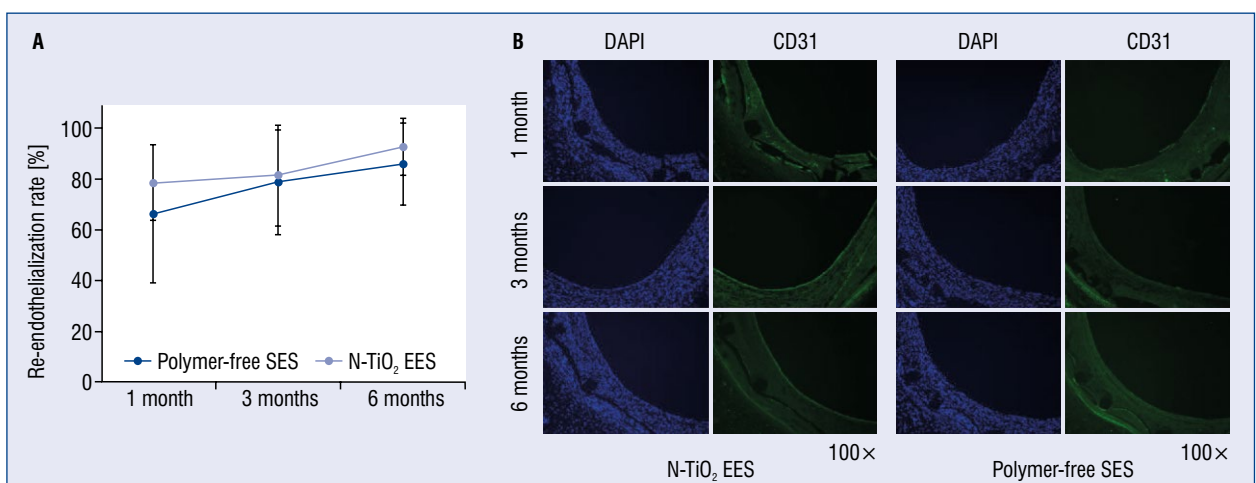 A
Re-endothelialization rate [%]
100
80
60
40
20
0
Polymer-free SES
N-TiO₂ EES
1 month
3 months
6 months
B
DAPI
CD31
DAPI
CD31
1 month
3 months
6 months
100×
N-TiO₂ EES
100×
Polymer-free SES